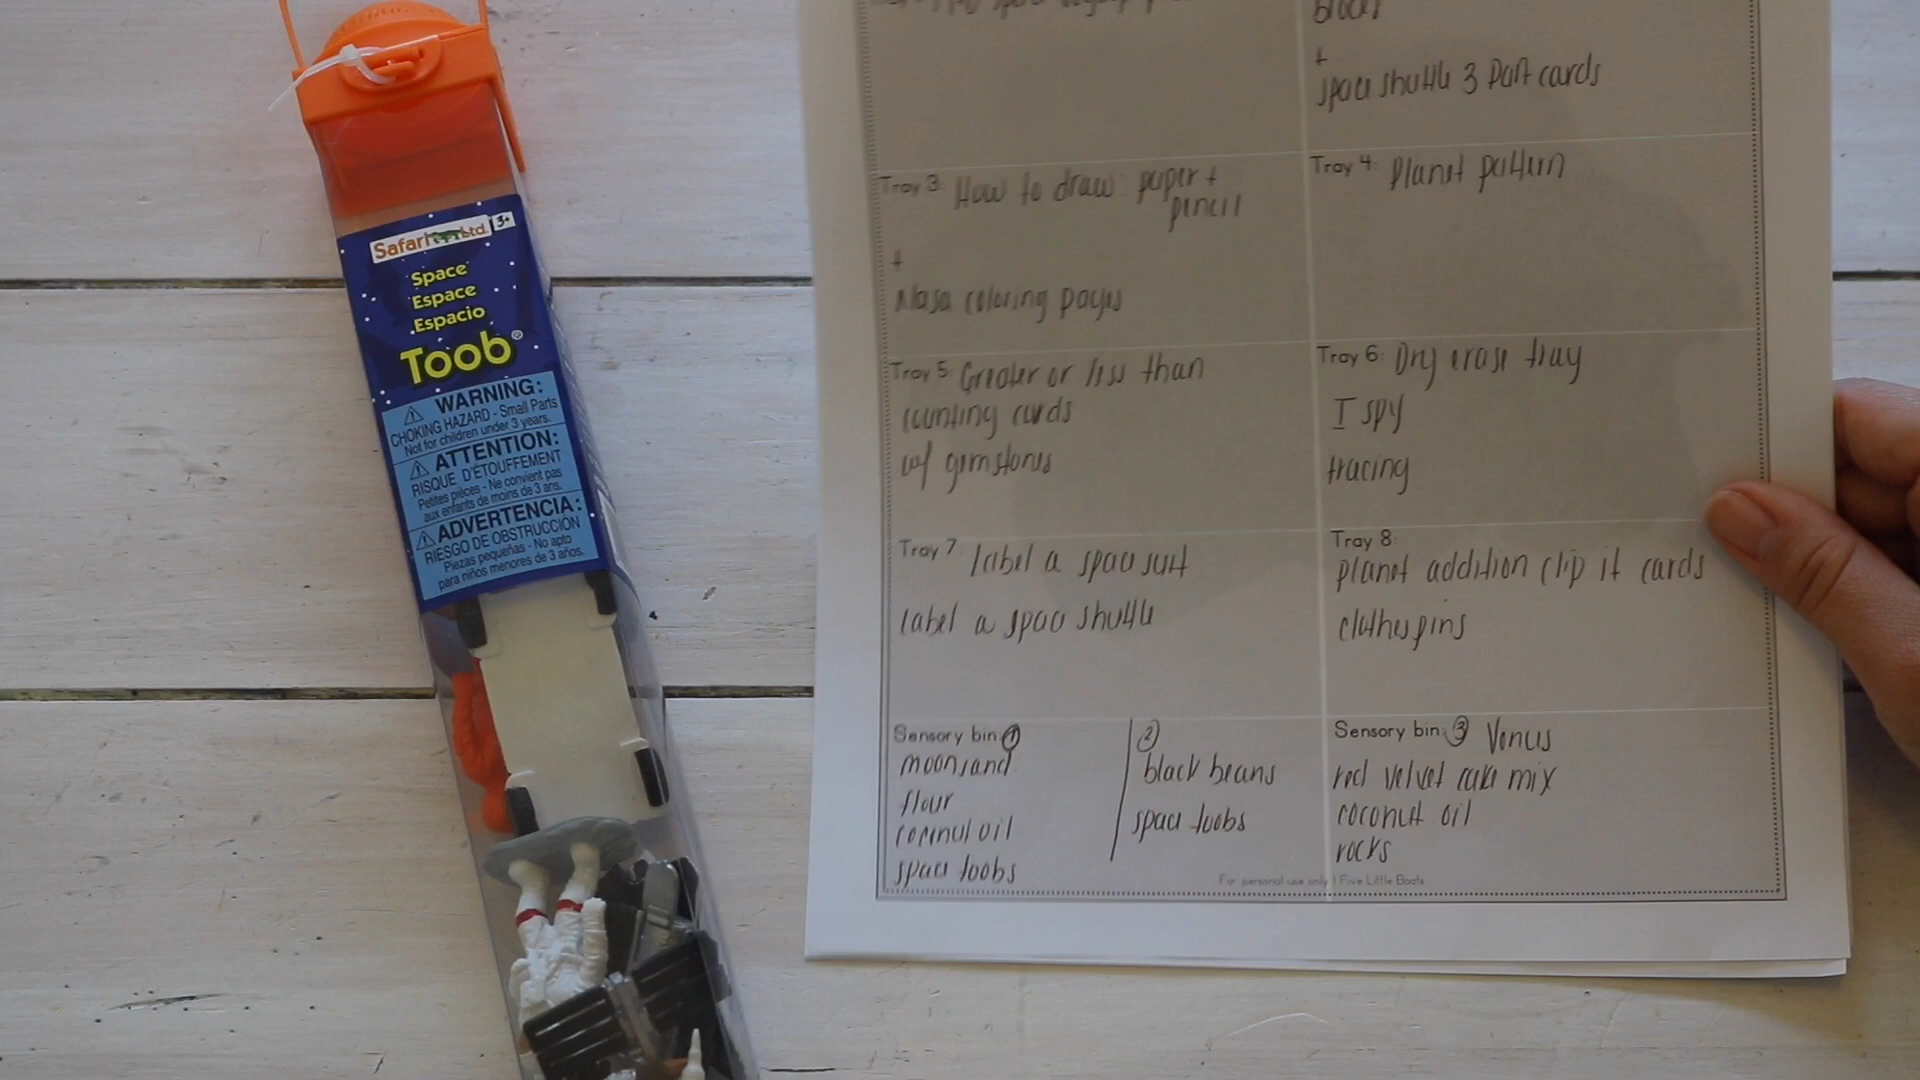 Safari Ltd. 3+
Space
Espace
Espacio
Toob®
WARNING:
CHOKING HAZARD - Small Parts
Not for children under 3 years.
ATTENTION:
RISQUE D'ÉTOUFFEMENT
Petites pièces - Ne convient pas
aux enfants de moins de 3 ans.
ADVERTENCIA:
RIESGO DE OBSTRUCCIÓN
Piezas pequeñas - No apto
para niños menores de 3 años.
+
space shuttle 3 part cards
Tray 3: How to draw: paper +
pencil
+
Nasa coloring pages
Tray 4: Planet pattern
Tray 5: Greater or less than
counting cards
w/ gemstones
Tray 6: Dry erase tray
I spy
tracing
Tray 7: label a space suit
label a space shuttle
Tray 8:
planet addition clip it cards
clothespins
Sensory bin: 1
moonsand
flour
coconut oil
space toobs
2
black beans
space toobs
Sensory bin: 3 Venus
red velvet cake mix
coconut oil
rocks
For personal use only | Five Little Boats